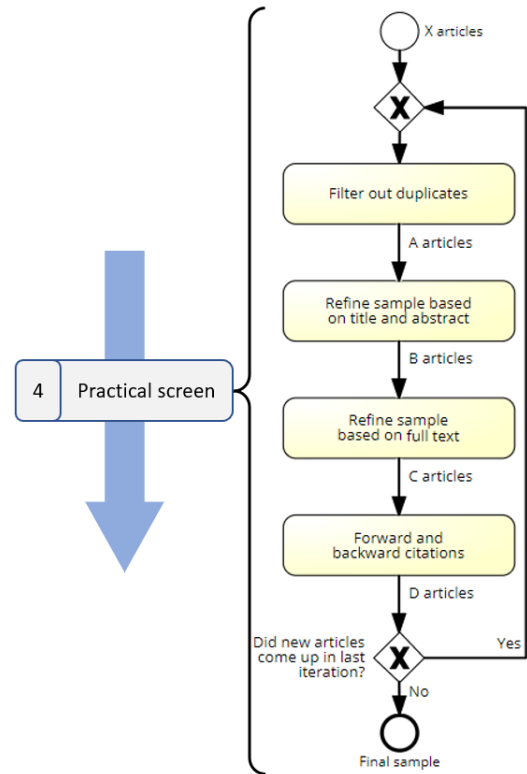 X articles
X
Filter out duplicates
A articles
Refine sample based
on title and abstract
B articles
4 Practical screen
Refine sample
based on full text
C articles
Forward and
backward citations
D articles
Did new articles
come up in last
iteration?
X
Yes
No
Final sample